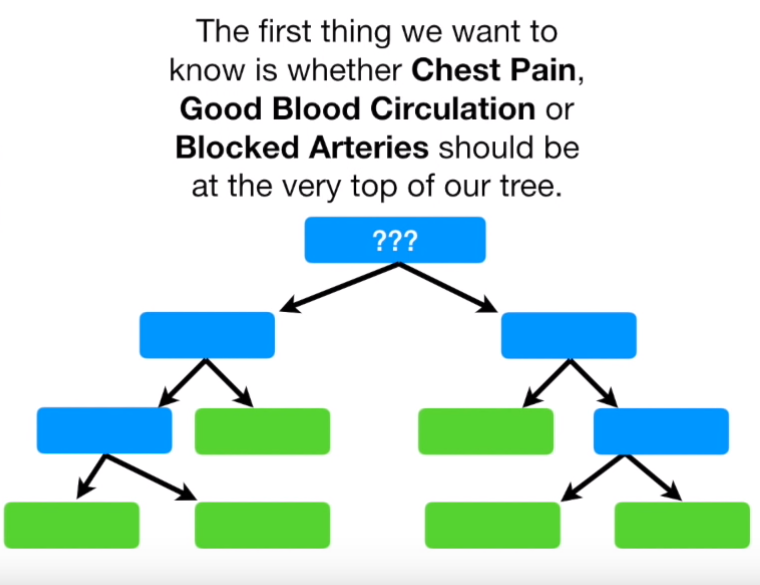 The first thing we want to
know is whether Chest Pain,
Good Blood Circulation or
Blocked Arteries should be
at the very top of our tree.
???